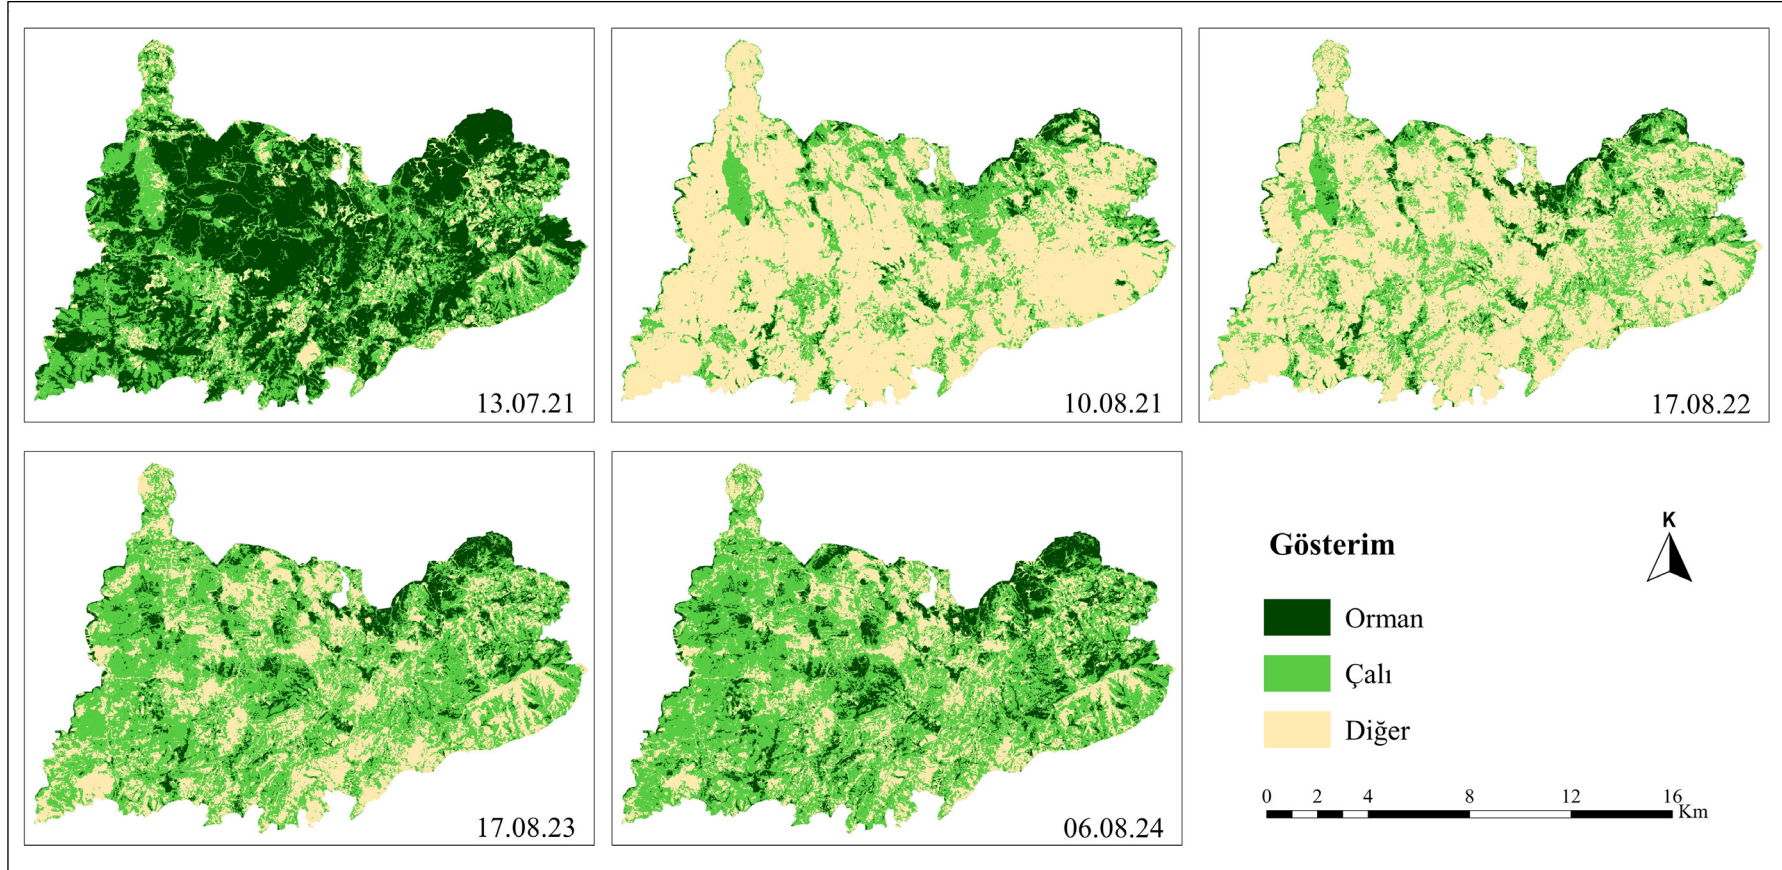 13.07.21
10.08.21
17.08.22
17.08.23
06.08.24
Gösterim
K
Orman
Çalı
Diğer
0 2 4 8 12 16
Km